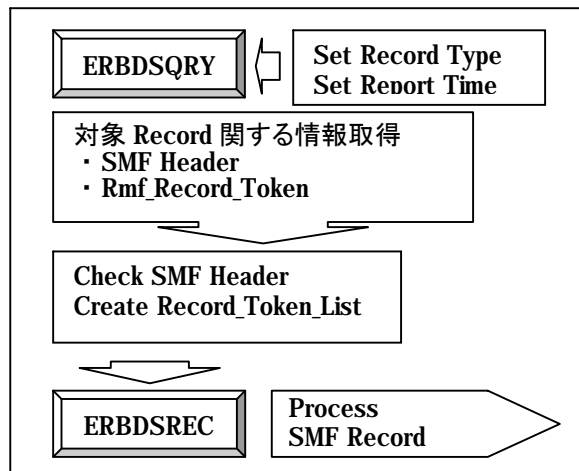 ERBDSQRY
Set Record Type
Set Report Time
対象 Record 関する情報取得
・ SMF Header
・ Rmf_Record_Token
Check SMF Header
Create Record_Token_List
ERBDSREC
Process
SMF Record